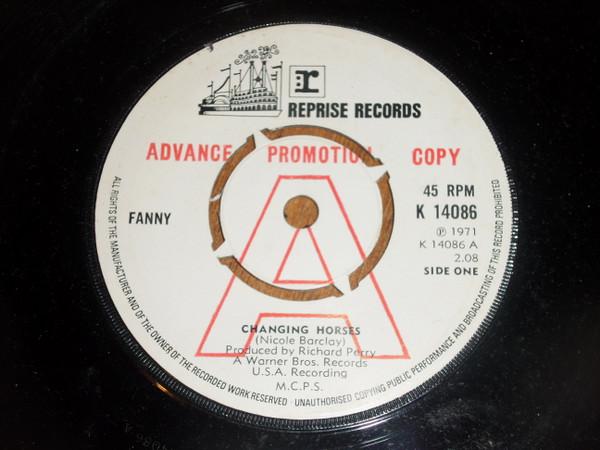 r
REPRISE RECORDS
ADVANCE PROMOTION COPY
FANNY
45 RPM
K 14086
℗ 1971
K 14086 A
2.08
SIDE ONE
A
CHANGING HORSES
(Nicole Barclay)
Produced by Richard Perry
A Warner Bros. Records
U.S.A. Recording
M.C.P.S.
ALL RIGHTS OF THE MANUFACTURER AND OF THE OWNER OF THE RECORDED WORK RESERVED · UNAUTHORISED COPYING PUBLIC PERFORMANCE AND BROADCASTING OF THIS RECORD PROHIBITED